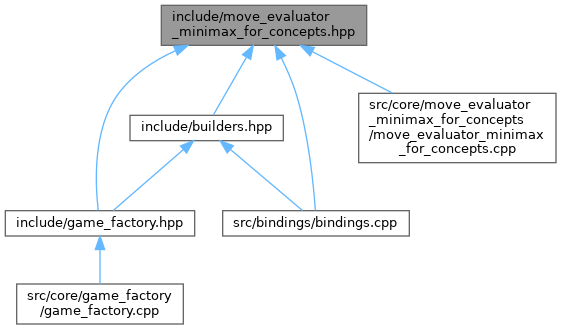 include/move_evaluator
_minimax_for_concepts.hpp
src/core/move_evaluator
_minimax_for_concepts
/move_evaluator_minimax
_for_concepts.cpp
include/builders.hpp
include/game_factory.hpp
src/bindings/bindings.cpp
src/core/game_factory
/game_factory.cpp